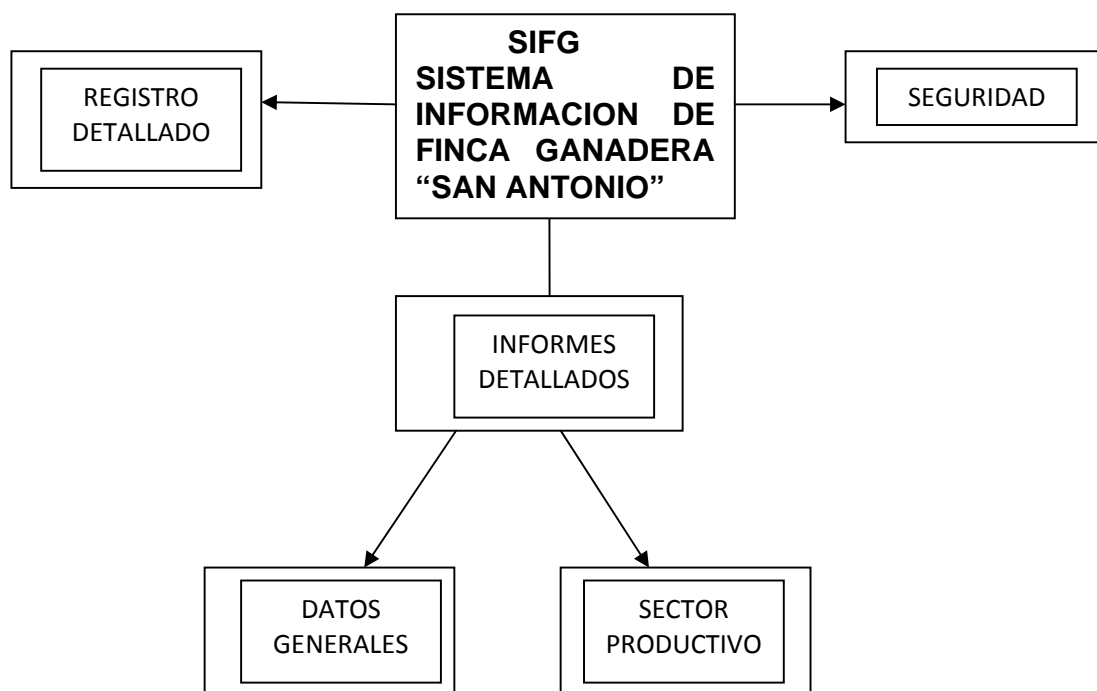 SIFG
SISTEMA DE
INFORMACION DE
FINCA GANADERA
“SAN ANTONIO”
REGISTRO
DETALLADO
SEGURIDAD
INFORMES
DETALLADOS
DATOS
GENERALES
SECTOR
PRODUCTIVO